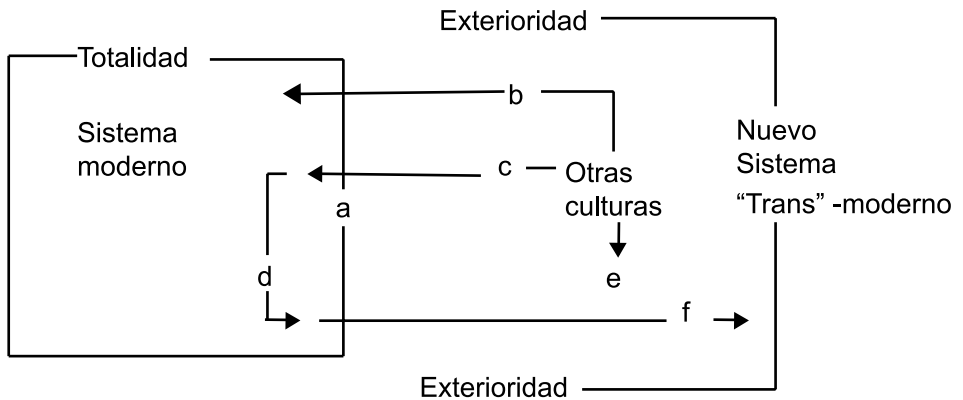 Exterioridad
Totalidad
b
Sistema
moderno
Nuevo
Sistema
“Trans” -moderno
c
Otras
culturas
a
d
e
f
Exterioridad